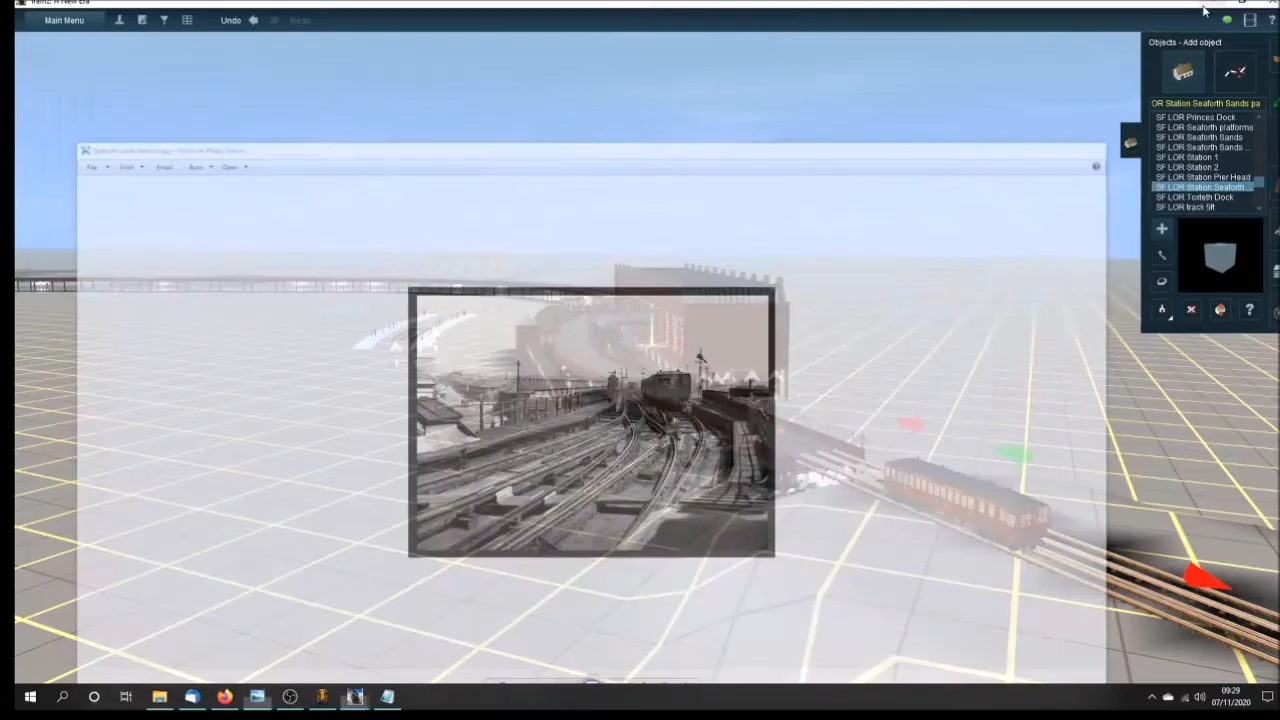 Trainz: A New Era
Main Menu
Undo
Redo
?
Objects - Add object
OR Station Seaforth Sands pa
SF LOR Princes Dock
SF LOR Seaforth platforms
SF LOR Seaforth Sands
SF LOR Seaforth Sands ...
SF LOR Station 1
SF LOR Station 2
SF LOR Station Pier Head
SF LOR Station Seaforth ...
SF LOR Toxteth Dock
SF LOR track 5ft
?
File
Print
Email
Burn
Open
09:29
07/11/2020